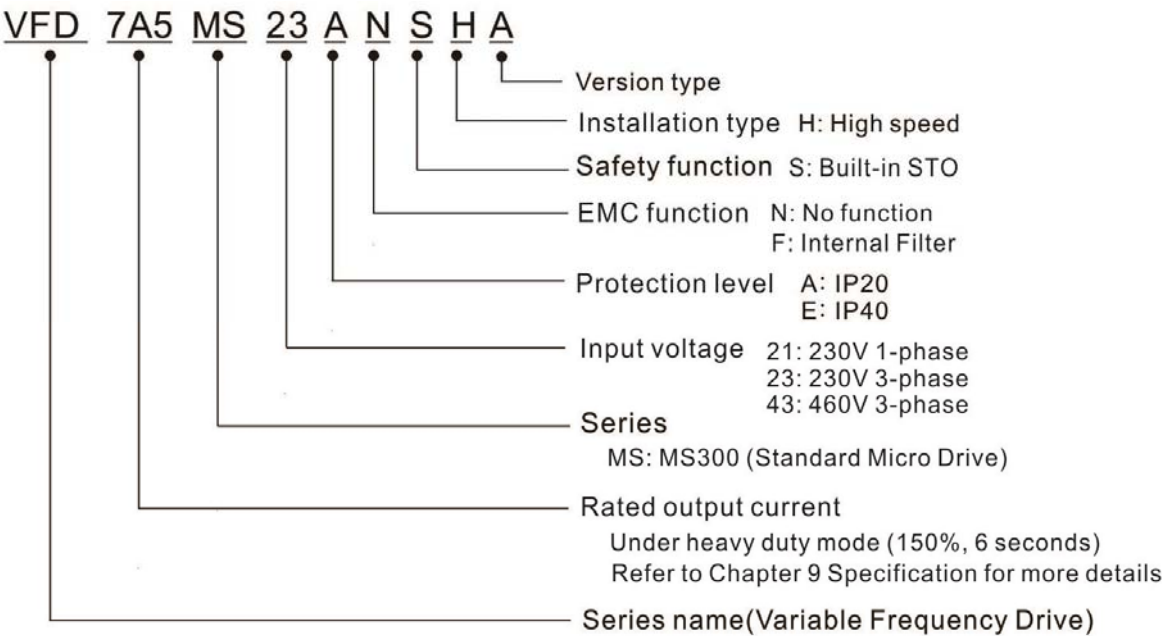 VFD 7A5 MS 23 A N S H A
Version type
Installation type H: High speed
Safety function S: Built-in STO
EMC function N: No function
F: Internal Filter
Protection level A: IP20
E: IP40
Input voltage 21: 230V 1-phase
23: 230V 3-phase
43: 460V 3-phase
Series
MS: MS300 (Standard Micro Drive)
Rated output current
Under heavy duty mode (150%, 6 seconds)
Refer to Chapter 9 Specification for more details
Series name(Variable Frequency Drive)